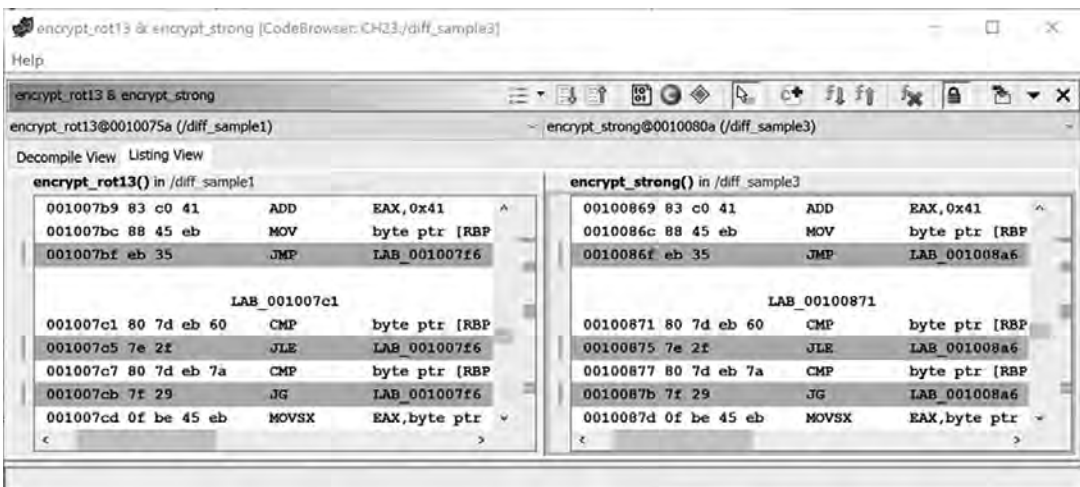 encrypt_rot13 & encrypt_strong [CodeBrowser: CH23:/diff_sample3]
Help
encrypt_rot13 & encrypt_strong
encrypt_rot13@0010075a (/diff_sample1)
encrypt_strong@0010080a (/diff_sample3)
Decompile View Listing View
encrypt_rot13() in /diff_sample1
001007b9 83 c0 41 ADD EAX,0x41
001007bc 88 45 eb MOV byte ptr [RBP
001007bf eb 35 JMP LAB_001007f6
LAB_001007c1
001007c1 80 7d eb 60 CMP byte ptr [RBP
001007c5 7e 2f JLE LAB_001007f6
001007c7 80 7d eb 7a CMP byte ptr [RBP
001007cb 7f 29 JG LAB_001007f6
001007cd 0f be 45 eb MOVSX EAX,byte ptr
encrypt_strong() in /diff_sample3
00100869 83 c0 41 ADD EAX,0x41
0010086c 88 45 eb MOV byte ptr [RBP
0010086f eb 35 JMP LAB_001008a6
LAB_00100871
00100871 80 7d eb 60 CMP byte ptr [RBP
00100875 7e 2f JLE LAB_001008a6
00100877 80 7d eb 7a CMP byte ptr [RBP
0010087b 7f 29 JG LAB_001008a6
0010087d 0f be 45 eb MOVSX EAX,byte ptr